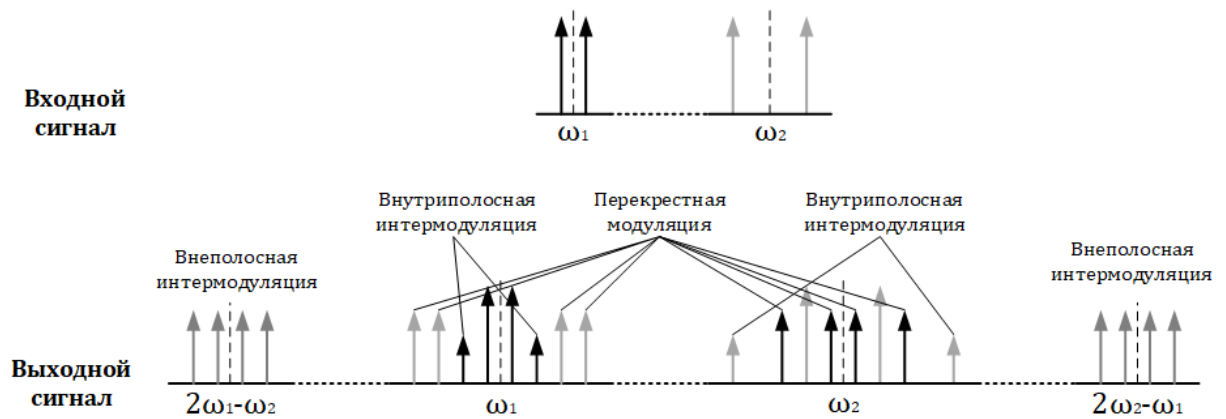 Входной
сигнал
ω1
ω2
Внутриполосная
интермодуляция
Перекрестная
модуляция
Внутриполосная
интермодуляция
Внеполосная
интермодуляция
Внеполосная
интермодуляция
Выходной
сигнал
2ω1-ω2
ω1
ω2
2ω2-ω1